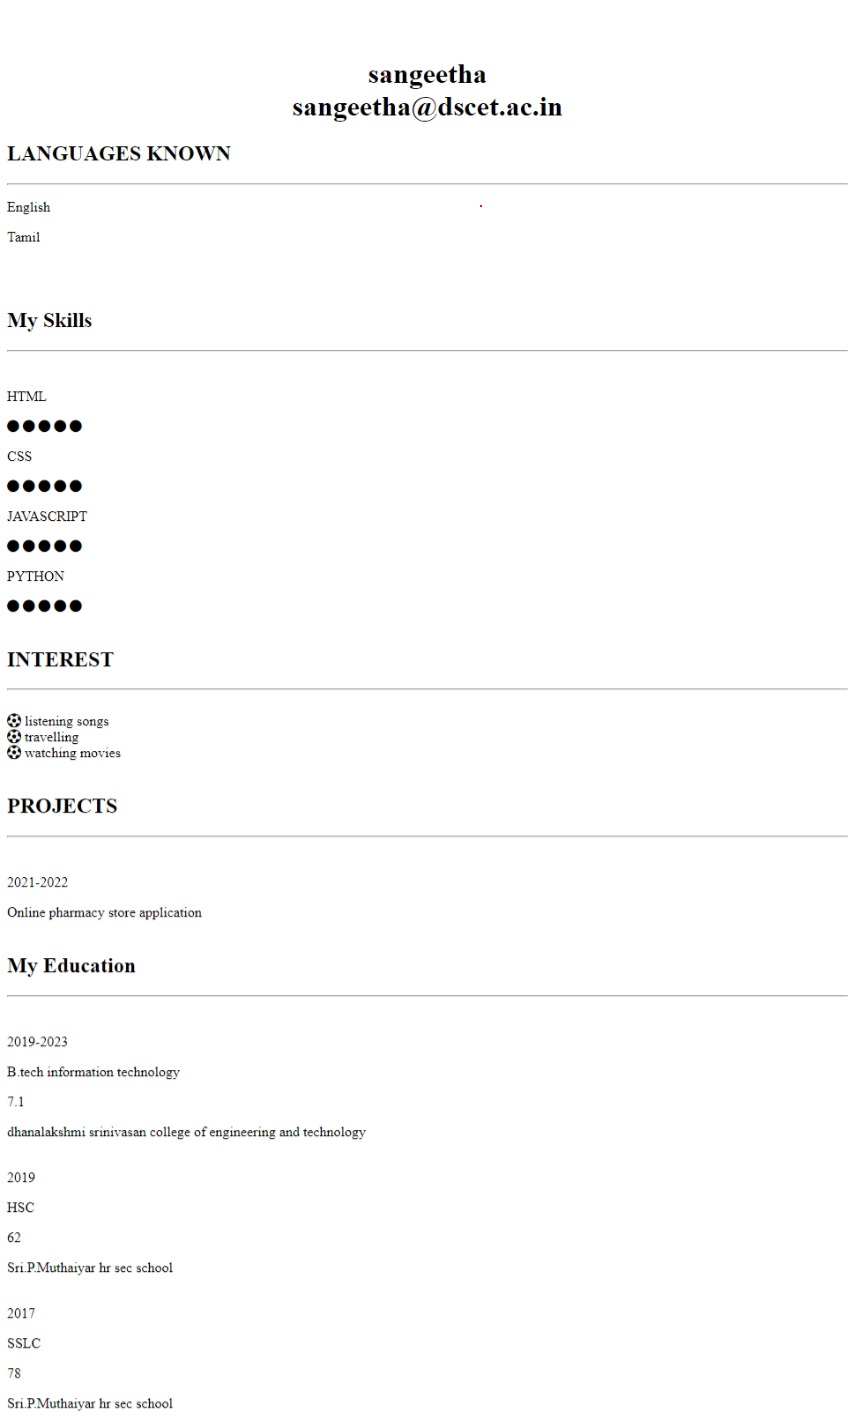 sangeetha
sangeetha@dscet.ac.in
LANGUAGES KNOWN
English
Tamil
My Skills
HTML
CSS
JAVASCRIPT
PYTHON
INTEREST
listening songs
travelling
watching movies
PROJECTS
2021-2022
Online pharmacy store application
My Education
2019-2023
B.tech information technology
7.1
dhanalakshmi srinivasan college of engineering and technology
2019
HSC
62
Sri.P.Muthaiyar hr sec school
2017
SSLC
78
Sri.P.Muthaiyar hr sec school